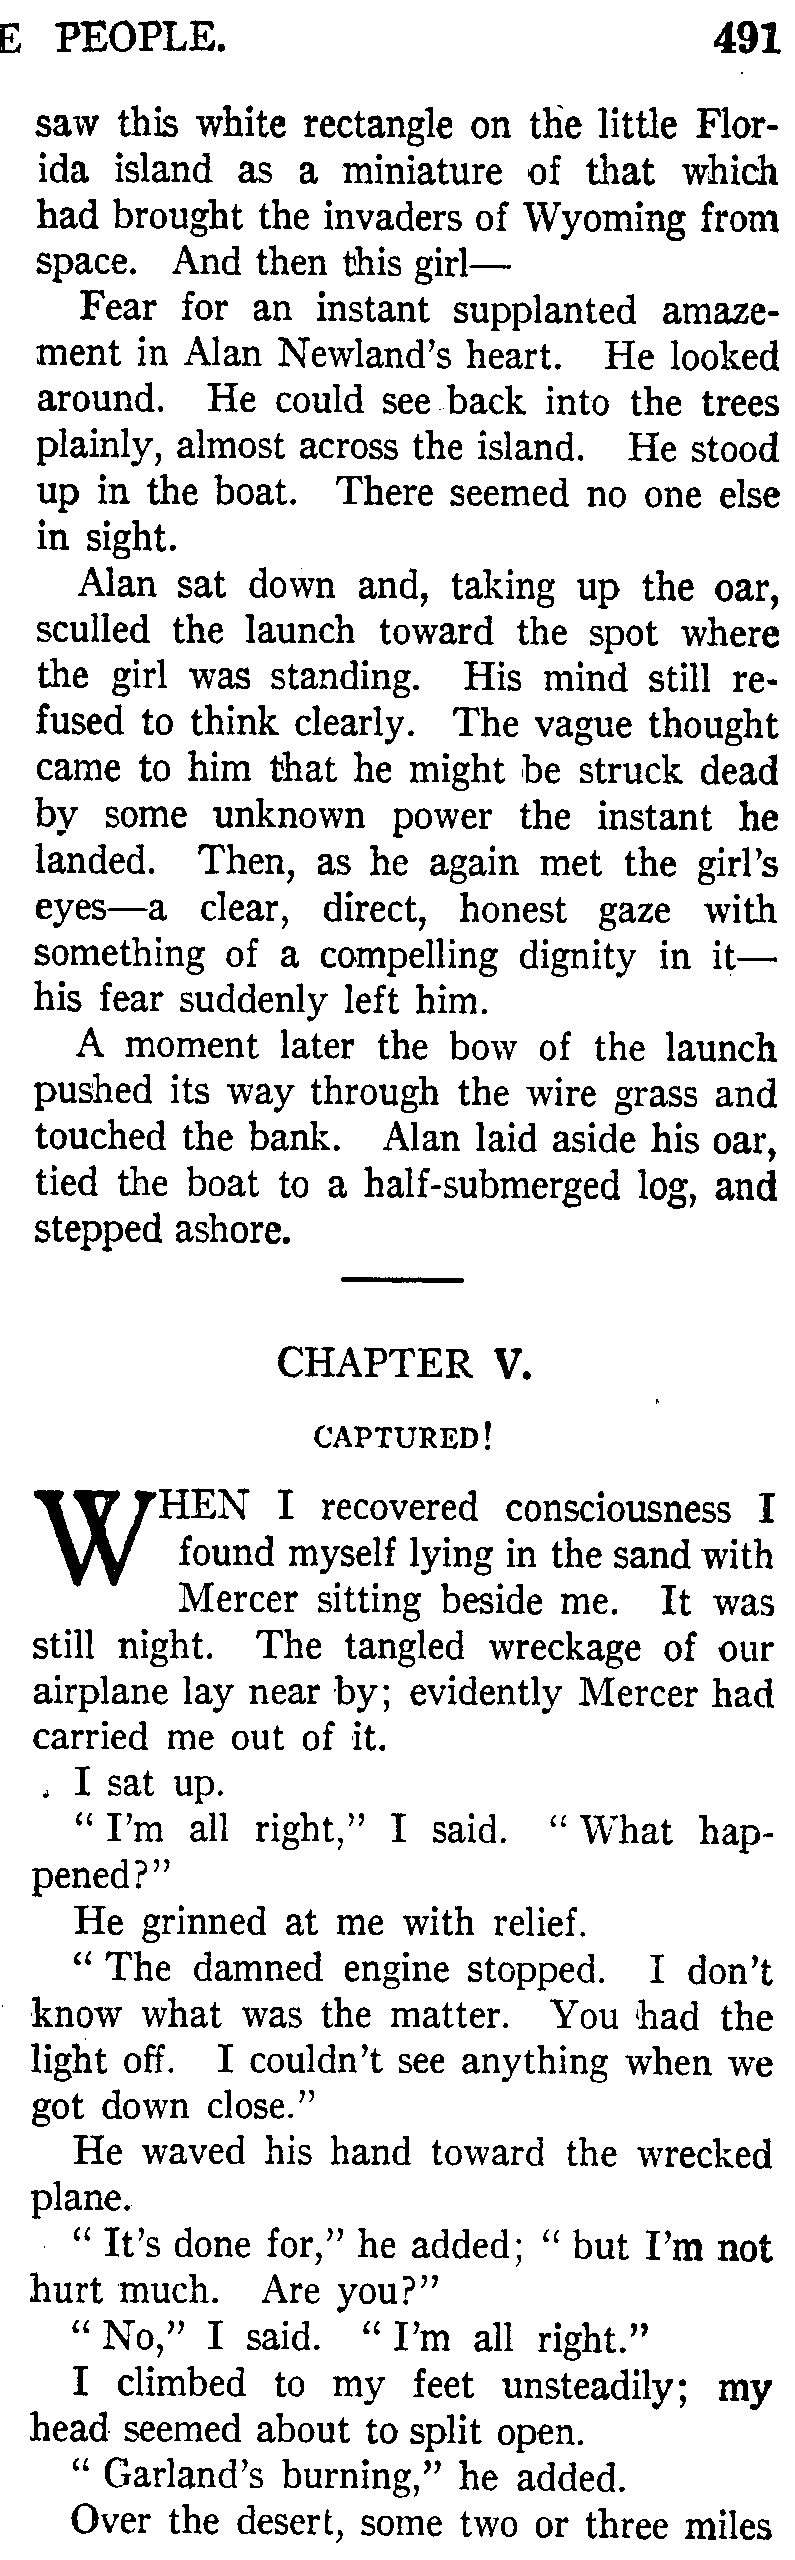 E PEOPLE. 491
saw this white rectangle on the little Flor-
ida island as a miniature of that which
had brought the invaders of Wyoming from
space. And then this girl—
Fear for an instant supplanted amaze-
ment in Alan Newland's heart. He looked
around. He could see back into the trees
plainly, almost across the island. He stood
up in the boat. There seemed no one else
in sight.
Alan sat down and, taking up the oar,
sculled the launch toward the spot where
the girl was standing. His mind still re-
fused to think clearly. The vague thought
came to him that he might be struck dead
by some unknown power the instant he
landed. Then, as he again met the girl's
eyes—a clear, direct, honest gaze with
something of a compelling dignity in it—
his fear suddenly left him.
A moment later the bow of the launch
pushed its way through the wire grass and
touched the bank. Alan laid aside his oar,
tied the boat to a half-submerged log, and
stepped ashore.
CHAPTER V.
CAPTURED!
WHEN I recovered consciousness I
found myself lying in the sand with
Mercer sitting beside me. It was
still night. The tangled wreckage of our
airplane lay near by; evidently Mercer had
carried me out of it.
I sat up.
" I'm all right," I said. " What hap-
pened?"
He grinned at me with relief.
" The damned engine stopped. I don't
know what was the matter. You had the
light off. I couldn't see anything when we
got down close."
He waved his hand toward the wrecked
plane.
" It's done for," he added; " but I'm not
hurt much. Are you?"
" No," I said. " I'm all right."
I climbed to my feet unsteadily; my
head seemed about to split open.
" Garland's burning," he added.
Over the desert, some two or three miles